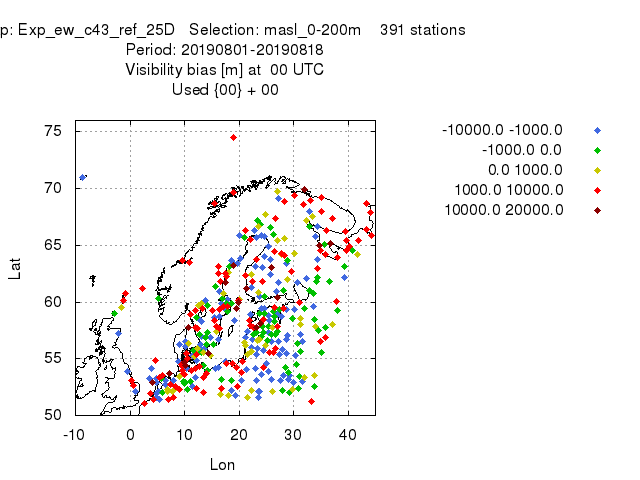 p: Exp_ew_c43_ref_25D Selection: masl_0-200m 391 stations
Period: 20190801-20190818
Visibility bias [m] at 00 UTC
Used {00} + 00
-10000.0 -1000.0
-1000.0 0.0
0.0 1000.0
1000.0 10000.0
10000.0 20000.0
75
70
65
60
55
50
Lat
-10 0 10 20 30 40
Lon